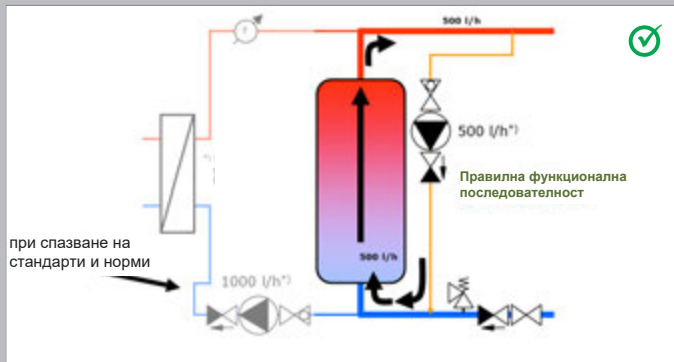 500 l/h
500 l/h*)
Правилна функционална
последователност
при спазване на
стандарти и норми
500 l/h
1000 l/h*)